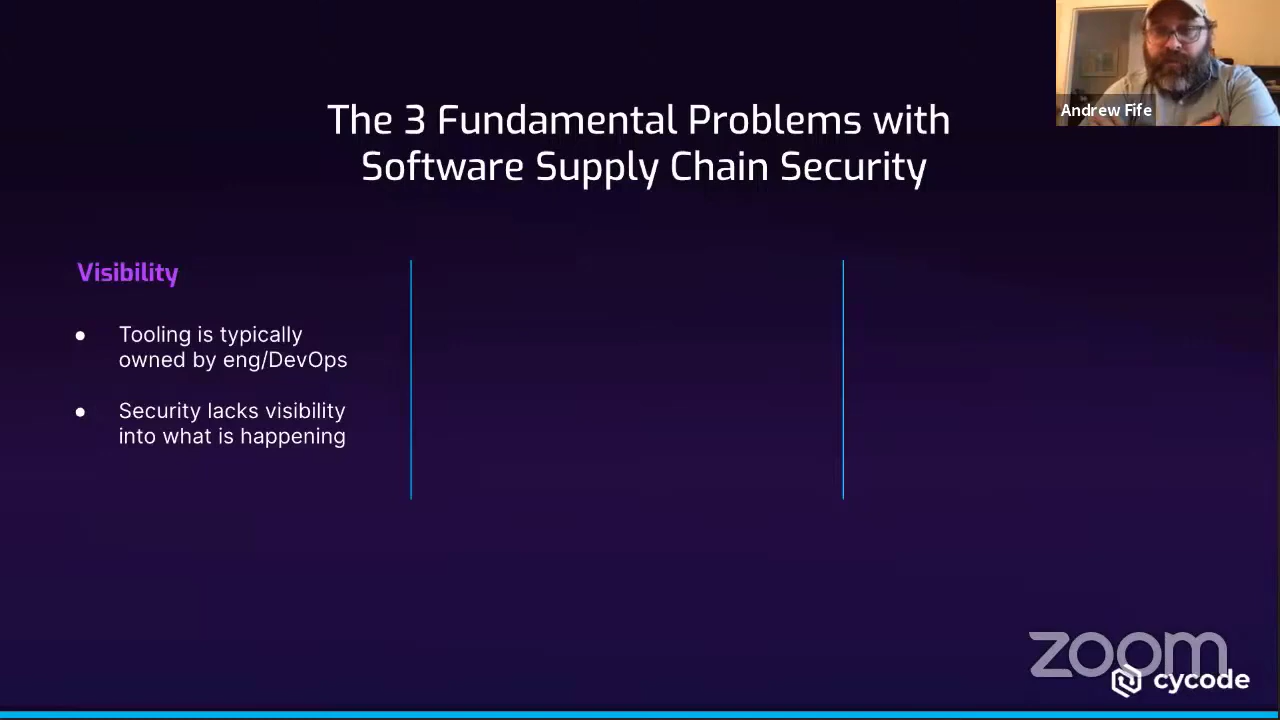 Andrew Fife
The 3 Fundamental Problems with
Software Supply Chain Security
Visibility
● Tooling is typically
owned by eng/DevOps
● Security lacks visibility
into what is happening
zoom
cycode